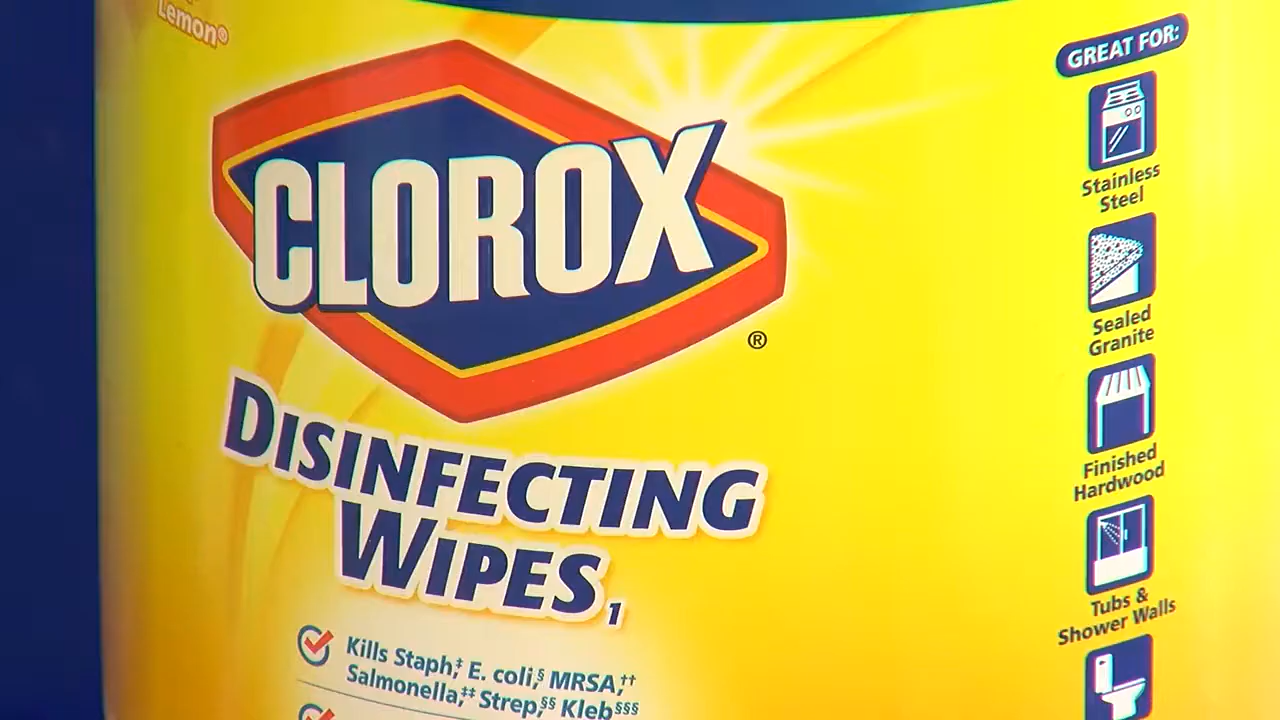 Lemon®
CLOROX
®
DISINFECTING
WIPES1
Kills Staph,‡ E. coli,§ MRSA,††
Salmonella,‡‡ Strep,§§ Kleb§§§
GREAT FOR:
Stainless
Steel
Sealed
Granite
Finished
Hardwood
Tubs &
Shower Walls